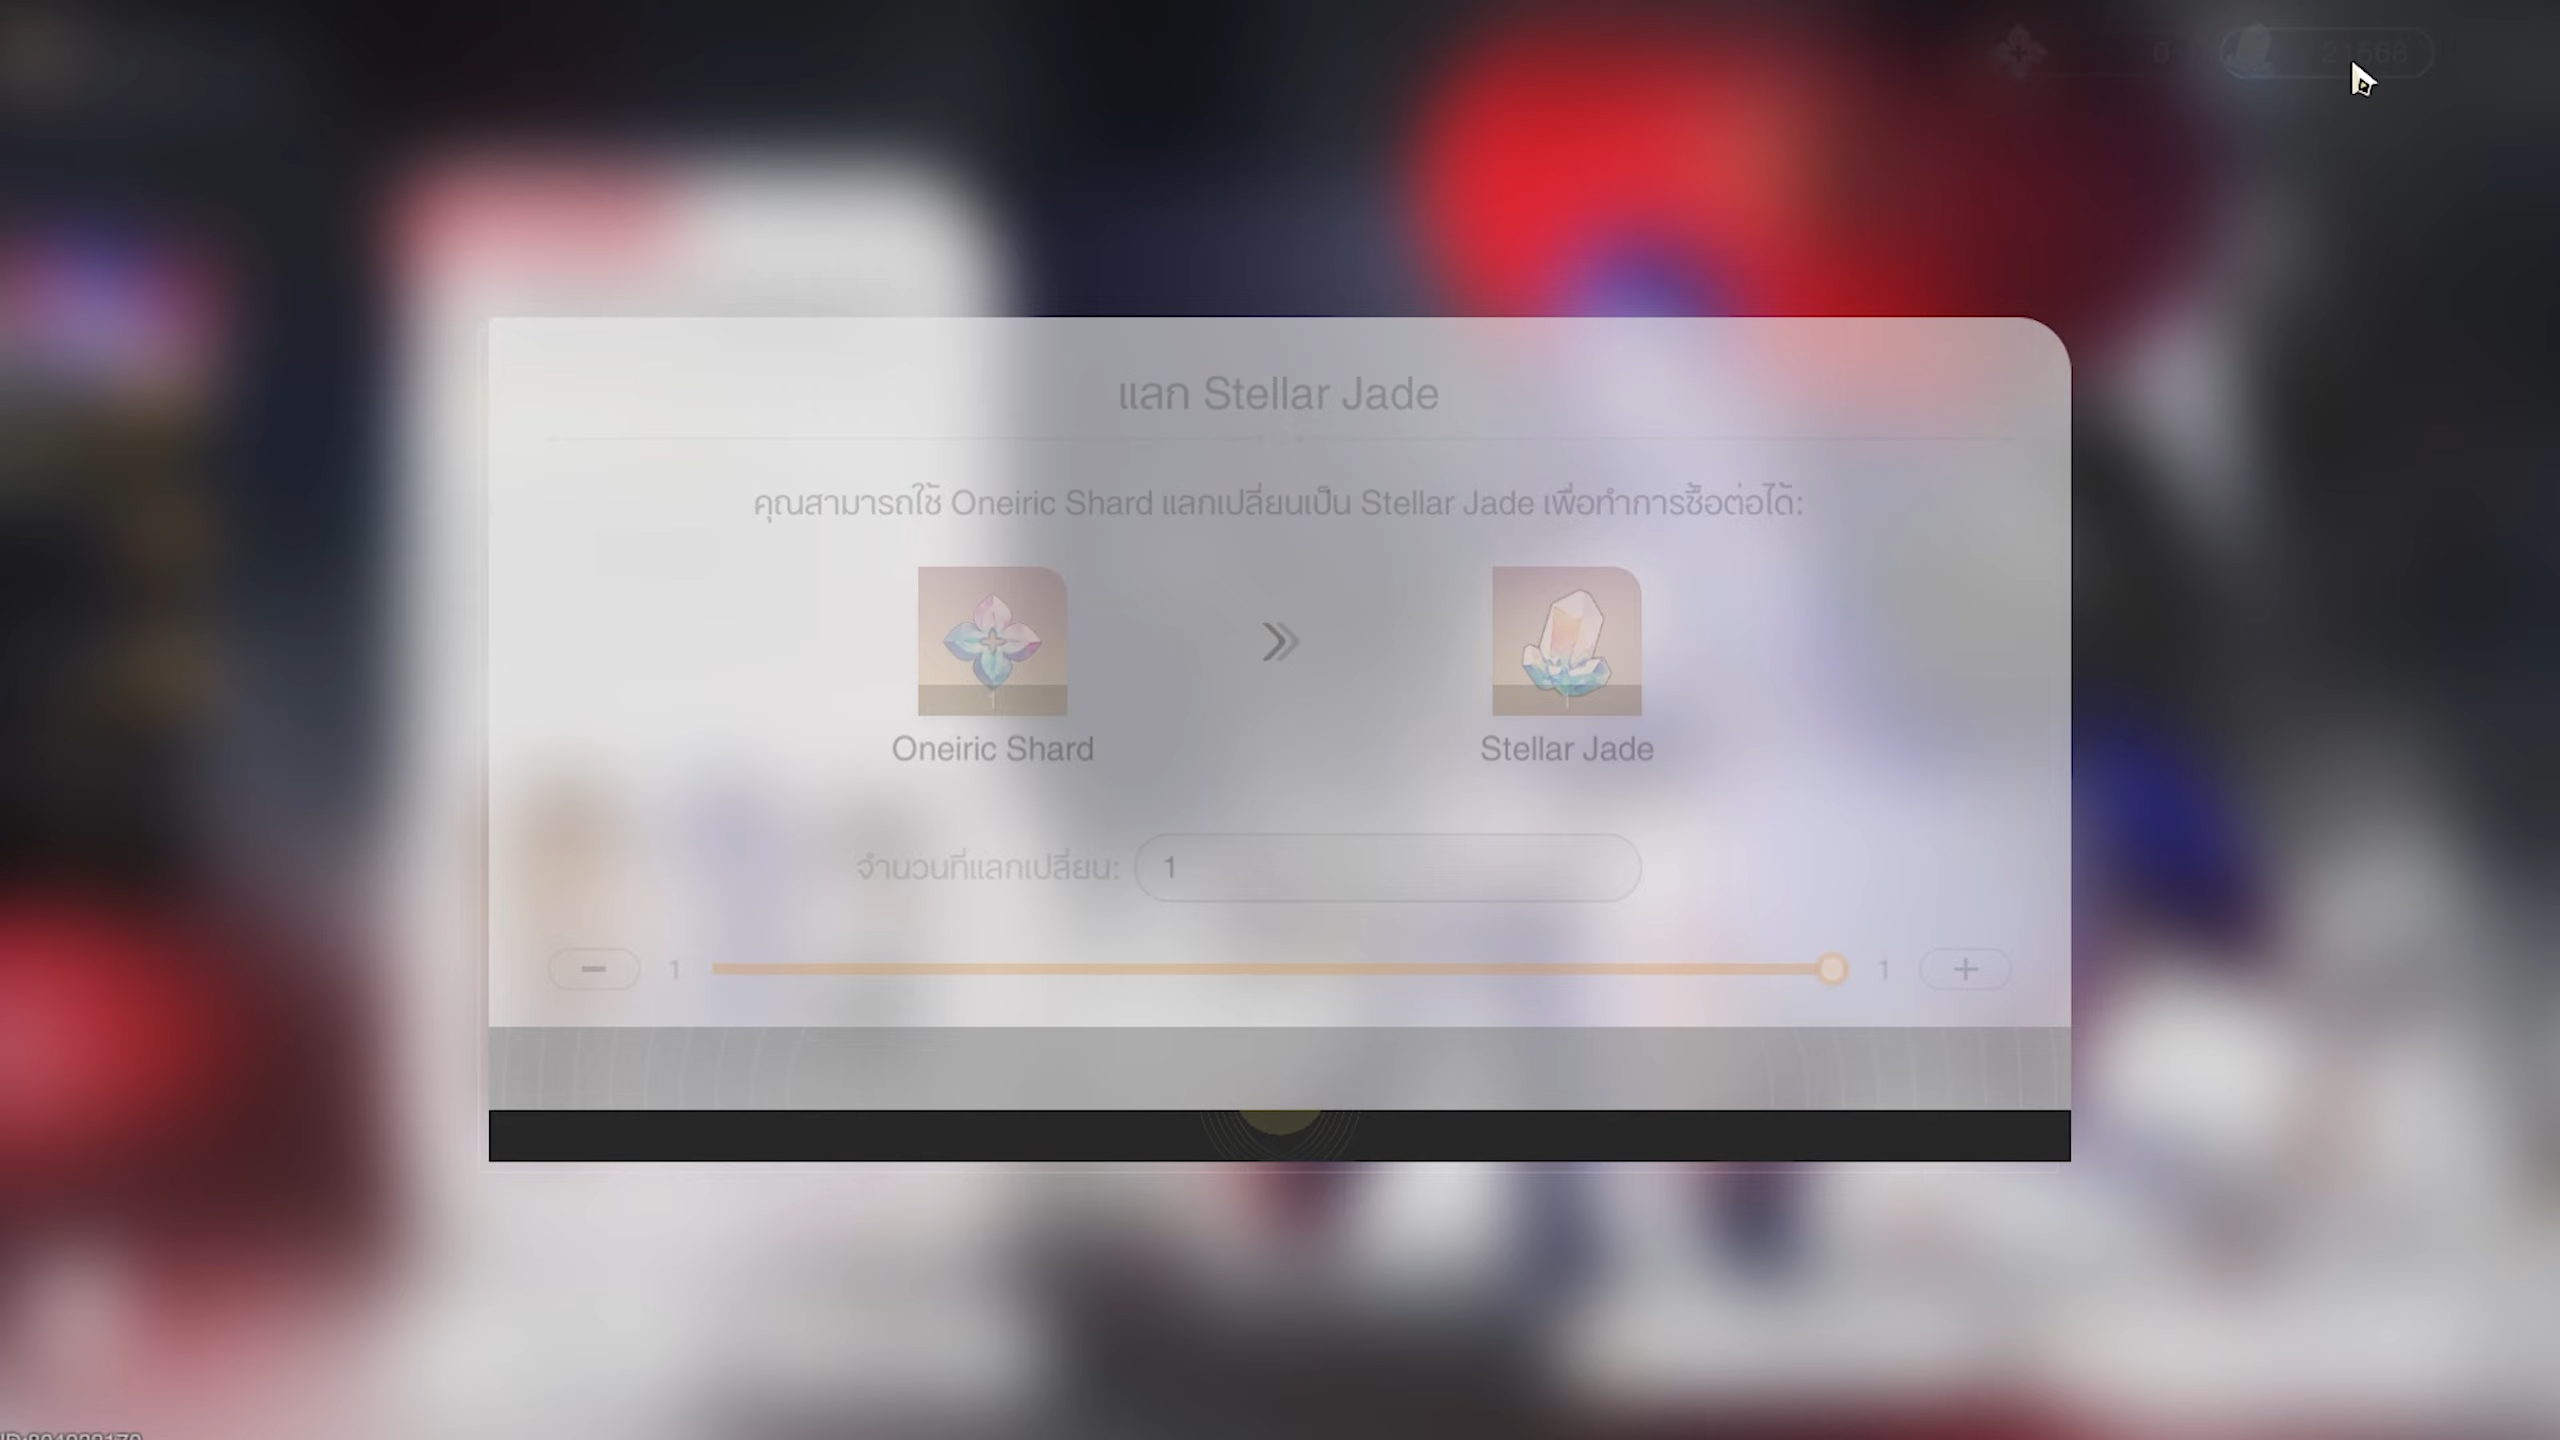 0
21568
แลก Stellar Jade
คุณสามารถใช้ Oneiric Shard แลกเปลี่ยนเป็น Stellar Jade เพื่อทำการซื้อต่อได้:
Oneiric Shard
Stellar Jade
จำนวนที่แลกเปลี่ยน: 1
1 1